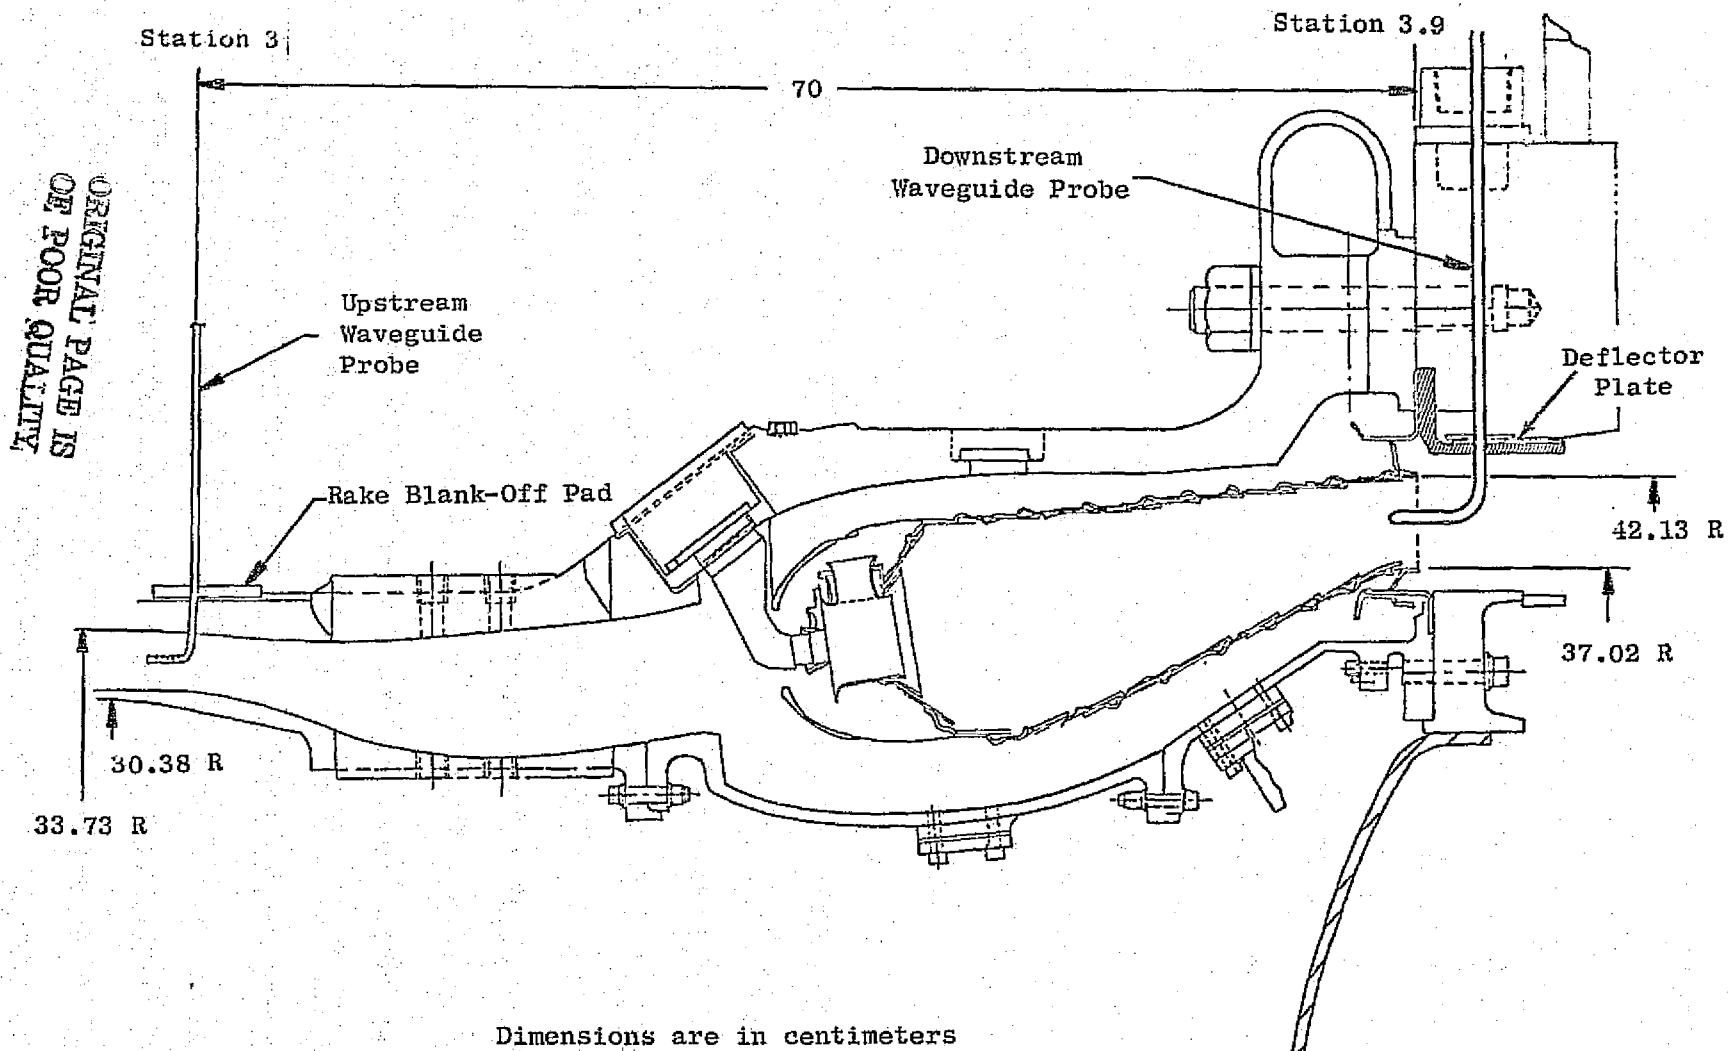 Station 3
Station 3.9
70
Downstream
Waveguide Probe
ORIGINAL PAGE IS
OF POOR QUALITY
Upstream
Waveguide
Probe
Deflector
Plate
Rake Blank-Off Pad
42.13 R
37.02 R
30.38 R
33.73 R
Dimensions are in centimeters